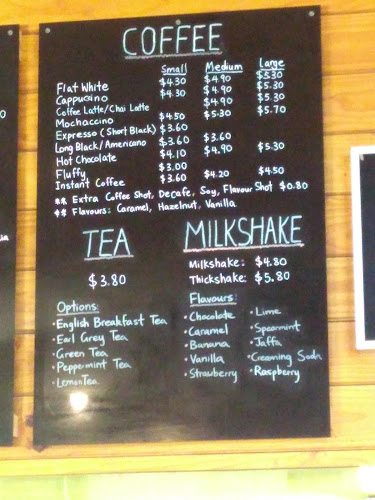 COFFEE
Small Medium Large
Flat White $4.30 $4.90 $5.30
Cappucino $4.30 $4.90 $5.30
Coffee Latte/Chai Latte $4.90 $5.30
Mochaccino $4.50 $5.30 $5.70
Expresso (Short Black) $3.60
Long Black/Americano $3.60 $3.60
Hot Chocolate $4.10 $4.90 $5.30
Fluffy $3.00
Instant Coffee $3.60 $4.20 $4.50
** Extra Coffee Shot, Decafe, Soy, Flavour Shot $0.80
** Flavours: Caramel, Hazelnut, Vanilla
TEA
$3.80
Options:
• English Breakfast Tea
• Earl Grey Tea
• Green Tea
• Peppermint Tea
• Lemon Tea
MILKSHAKE
Milkshake: $4.80
Thickshake: $5.80
Flavours:
• Chocolate
• Caramel
• Banana
• Vanilla
• Strawberry
• Lime
• Spearmint
• Jaffa
• Creaming Soda
• Raspberry